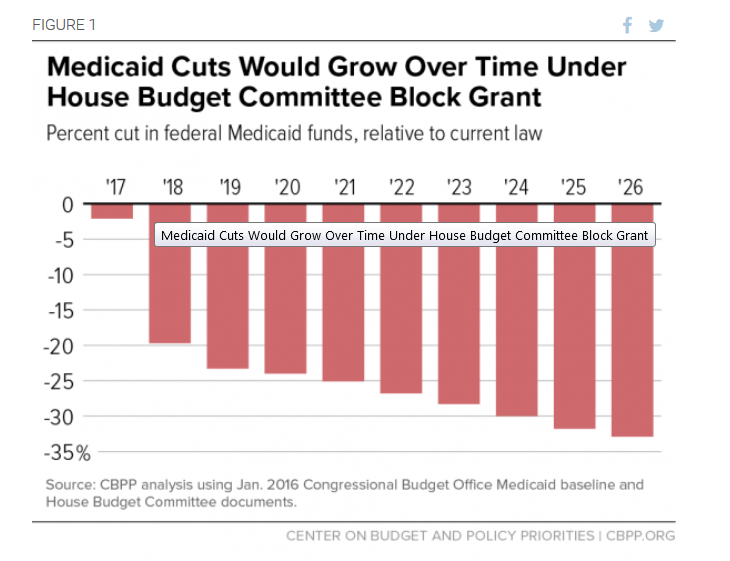 FIGURE 1
Medicaid Cuts Would Grow Over Time Under
House Budget Committee Block Grant
Percent cut in federal Medicaid funds, relative to current law
'17 '18 '19 '20 '21 '22 '23 '24 '25 '26
0
Medicaid Cuts Would Grow Over Time Under House Budget Committee Block Grant
-5
-10
-15
-20
-25
-30
-35%
Source: CBPP analysis using Jan. 2016 Congressional Budget Office Medicaid baseline and
House Budget Committee documents.
CENTER ON BUDGET AND POLICY PRIORITIES | CBPP.ORG